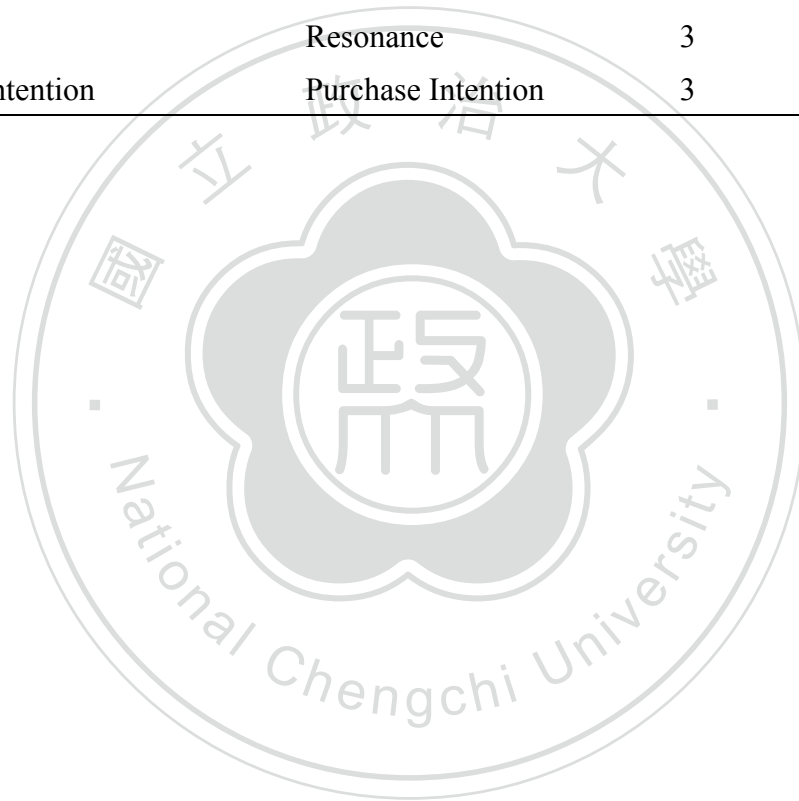 Resonance 3
ntention Purchase Intention 3
國立政治大學
政
National Chengchi University